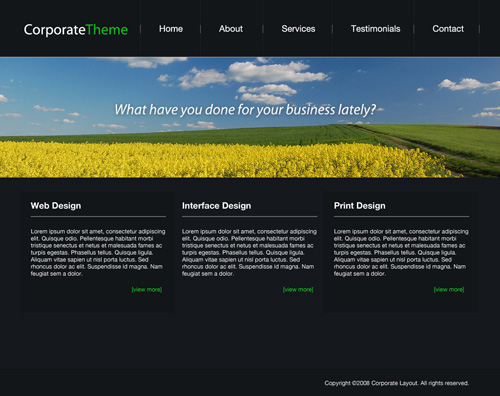 CorporateTheme
Home
About
Services
Testimonials
Contact
What have you done for your business lately?
Web Design
Lorem ipsum dolor sit amet, consectetur adipiscing
elit. Quisque odio. Pellentesque habitant morbi
tristique senectus et netus et malesuada fames ac
turpis egestas. Phasellus tellus. Quisque ligula.
Aliquam vitae sapien ut nisl porta luctus. Sed
rhoncus dolor ac elit. Suspendisse id magna. Nam
feugiat sem a dolor.
[view more]
Interface Design
Lorem ipsum dolor sit amet, consectetur adipiscing
elit. Quisque odio. Pellentesque habitant morbi
tristique senectus et netus et malesuada fames ac
turpis egestas. Phasellus tellus. Quisque ligula.
Aliquam vitae sapien ut nisl porta luctus. Sed
rhoncus dolor ac elit. Suspendisse id magna. Nam
feugiat sem a dolor.
[view more]
Print Design
Lorem ipsum dolor sit amet, consectetur adipiscing
elit. Quisque odio. Pellentesque habitant morbi
tristique senectus et netus et malesuada fames ac
turpis egestas. Phasellus tellus. Quisque ligula.
Aliquam vitae sapien ut nisl porta luctus. Sed
rhoncus dolor ac elit. Suspendisse id magna. Nam
feugiat sem a dolor.
[view more]
Copyright ©2008 Corporate Layout. All rights reserved.